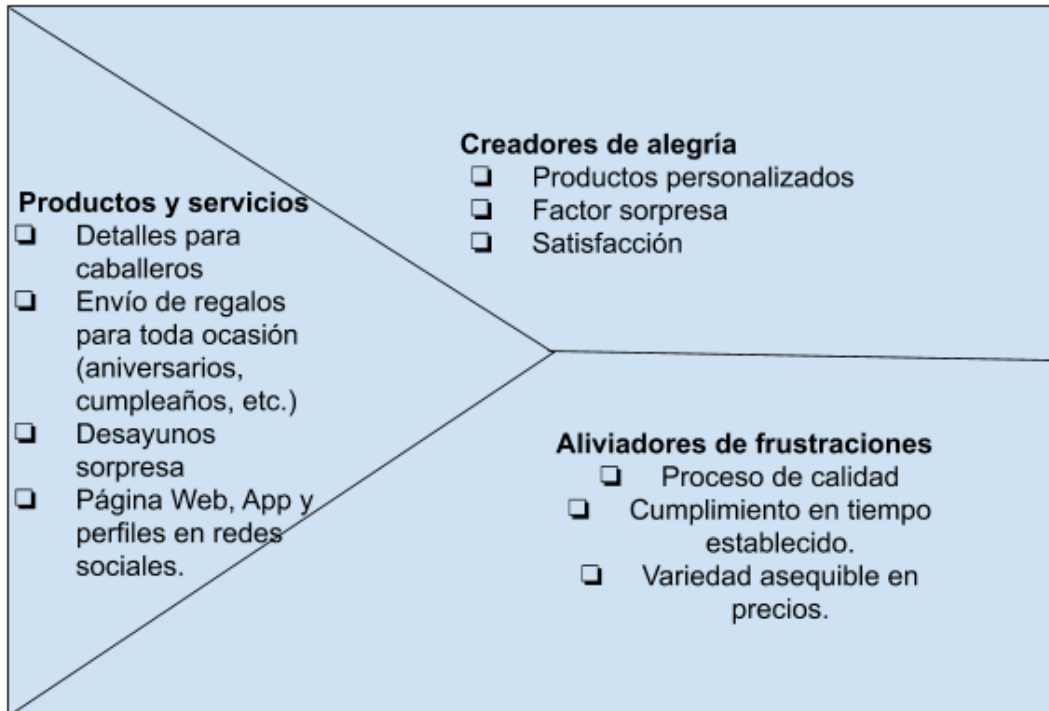 Creadores de alegría
❏ Productos personalizados
❏ Factor sorpresa
❏ Satisfacción
Productos y servicios
❏ Detalles para
caballeros
❏ Envío de regalos
para toda ocasión
(aniversarios,
cumpleaños, etc.)
❏ Desayunos
sorpresa
❏ Página Web, App y
perfiles en redes
sociales.
Aliviadores de frustraciones
❏ Proceso de calidad
❏ Cumplimiento en tiempo
establecido.
❏ Variedad asequible en
precios.